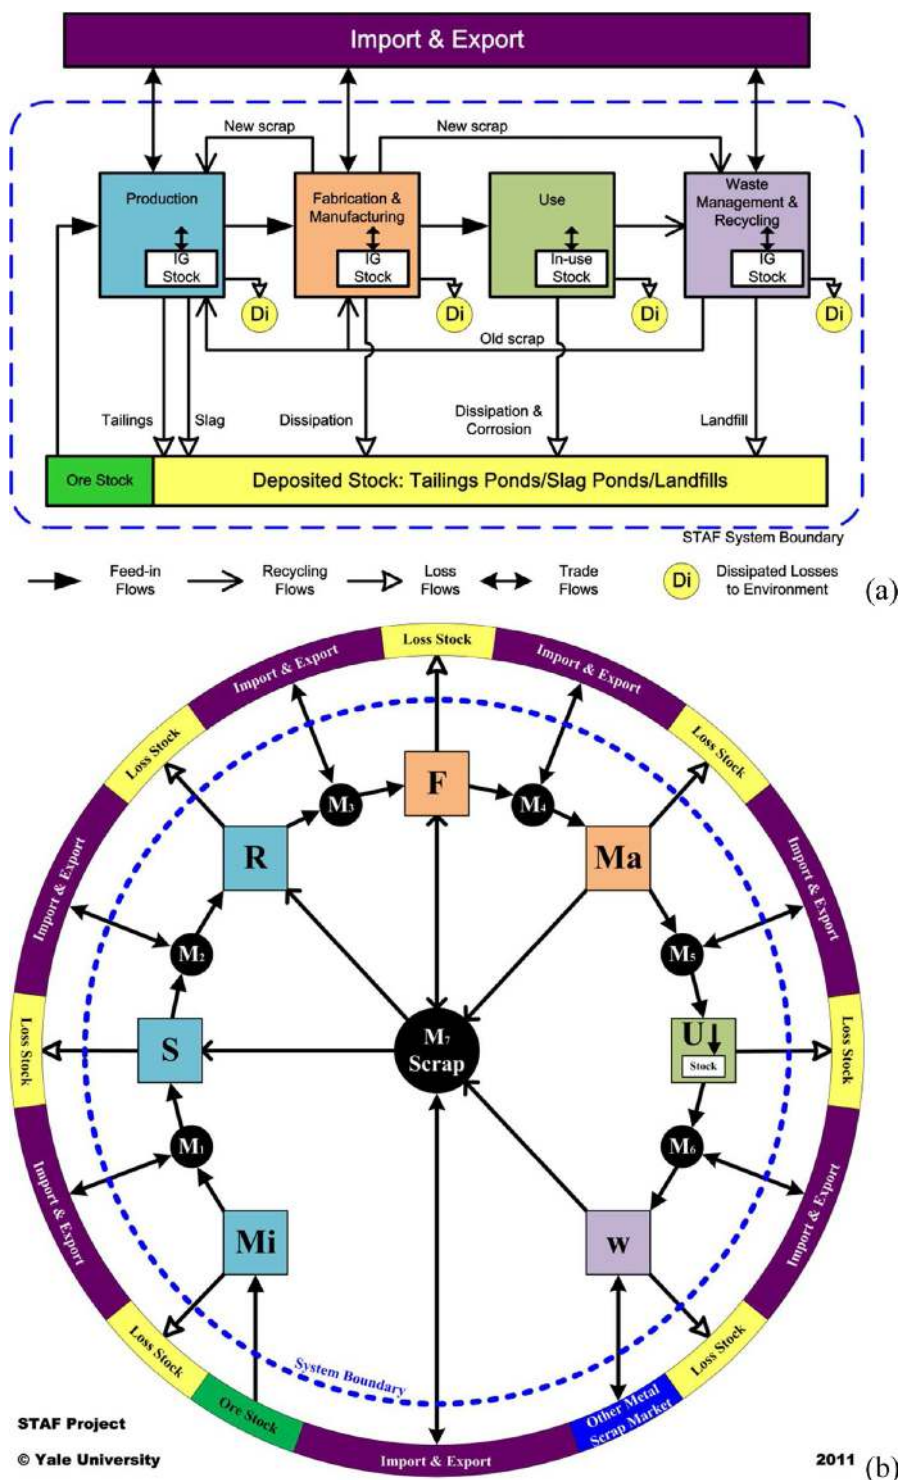 Import & Export
New scrap
New scrap
Production
Fabrication &
Manufacturing
Use
Waste
Management &
Recycling
IG
Stock
IG
Stock
In-use
Stock
IG
Stock
Di
Di
Di
Di
Old scrap
Tailings
Slag
Dissipation
Dissipation &
Corrosion
Landfill
Ore Stock
Deposited Stock: Tailings Ponds/Slag Ponds/Landfills
STAF System Boundary
Feed-in
Flows
Recycling
Flows
Loss
Flows
Trade
Flows
Di
Dissipated Losses
to Environment
(a)
Loss Stock
Import & Export
Import & Export
Loss Stock
Loss Stock
F
M3
M4
R
Ma
Import & Export
Import & Export
M2
M5
Loss Stock
S
M7
Scrap
U
Stock
Loss Stock
M1
M6
Import & Export
Import & Export
Mi
w
Loss Stock
Loss Stock
System Boundary
Ore Stock
Other Metal
Scrap Market
Import & Export
STAF Project
© Yale University
2011
(b)